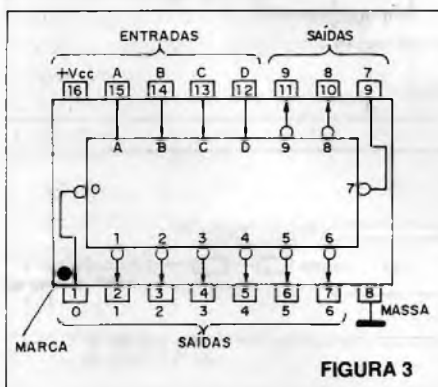 ENTRADAS SAÍDAS
+Vcc A B C D 9 8 7
16 15 14 13 12 11 10 9
A B C D 9 8
0 7
1 2 3 4 5 6
1 2 3 4 5 6 7 8
0 1 2 3 4 5 6 MASSA
MARCA SAÍDAS
FIGURA 3